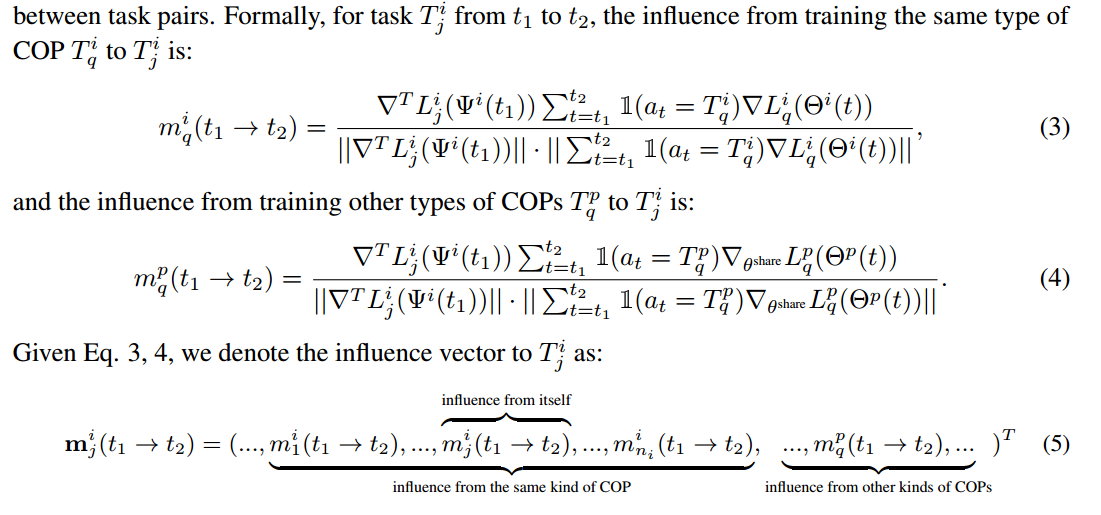 between task pairs. Formally, for task $T_j^i$ from $t_1$ to $t_2$, the influence from training the same type of
COP $T_q^i$ to $T_j^i$ is:
$$m_q^i(t_1 \to t_2) = \frac{\nabla^T L_j^i(\Psi^i(t_1)) \sum_{t=t_1}^{t_2} \mathbb{1}(a_t = T_q^i) \nabla L_q^i(\Theta^i(t))}{||\nabla^T L_j^i(\Psi^i(t_1))|| \cdot ||\sum_{t=t_1}^{t_2} \mathbb{1}(a_t = T_q^i) \nabla L_q^i(\Theta^i(t))||}, \quad (3)$$
and the influence from training other types of COPs $T_q^p$ to $T_j^i$ is:
$$m_q^p(t_1 \to t_2) = \frac{\nabla^T L_j^i(\Psi^i(t_1)) \sum_{t=t_1}^{t_2} \mathbb{1}(a_t = T_q^p) \nabla_{\theta^{\text{share}}} L_q^p(\Theta^p(t))}{||\nabla^T L_j^i(\Psi^i(t_1))|| \cdot ||\sum_{t=t_1}^{t_2} \mathbb{1}(a_t = T_q^p) \nabla_{\theta^{\text{share}}} L_q^p(\Theta^p(t))||}. \quad (4)$$
Given Eq. 3, 4, we denote the influence vector to $T_j^i$ as:
influence from itself
$$\mathbf{m}_j^i(t_1 \to t_2) = (..., m_1^i(t_1 \to t_2), ..., m_j^i(t_1 \to t_2), ..., m_{n_i}^i(t_1 \to t_2), \; ..., m_q^p(t_1 \to t_2), ... \;)^T \quad (5)$$
influence from the same kind of COP influence from other kinds of COPs